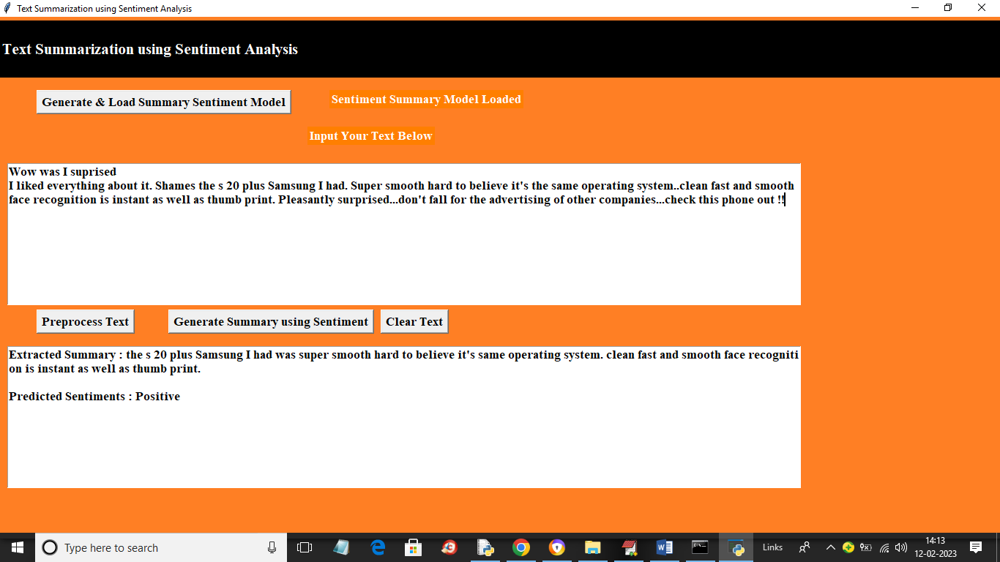 Text Summarization using Sentiment Analysis
Text Summarization using Sentiment Analysis
Generate & Load Summary Sentiment Model
Sentiment Summary Model Loaded
Input Your Text Below
Wow was I suprised
I liked everything about it. Shames the s 20 plus Samsung I had. Super smooth hard to believe it's the same operating system..clean fast and smooth
face recognition is instant as well as thumb print. Pleasantly surprised...don't fall for the advertising of other companies...check this phone out !!
Preprocess Text
Generate Summary using Sentiment
Clear Text
Extracted Summary : the s 20 plus Samsung I had was super smooth hard to believe it's same operating system. clean fast and smooth face recogniti
on is instant as well as thumb print.
Predicted Sentiments : Positive
Type here to search
Links
14:13
12-02-2023